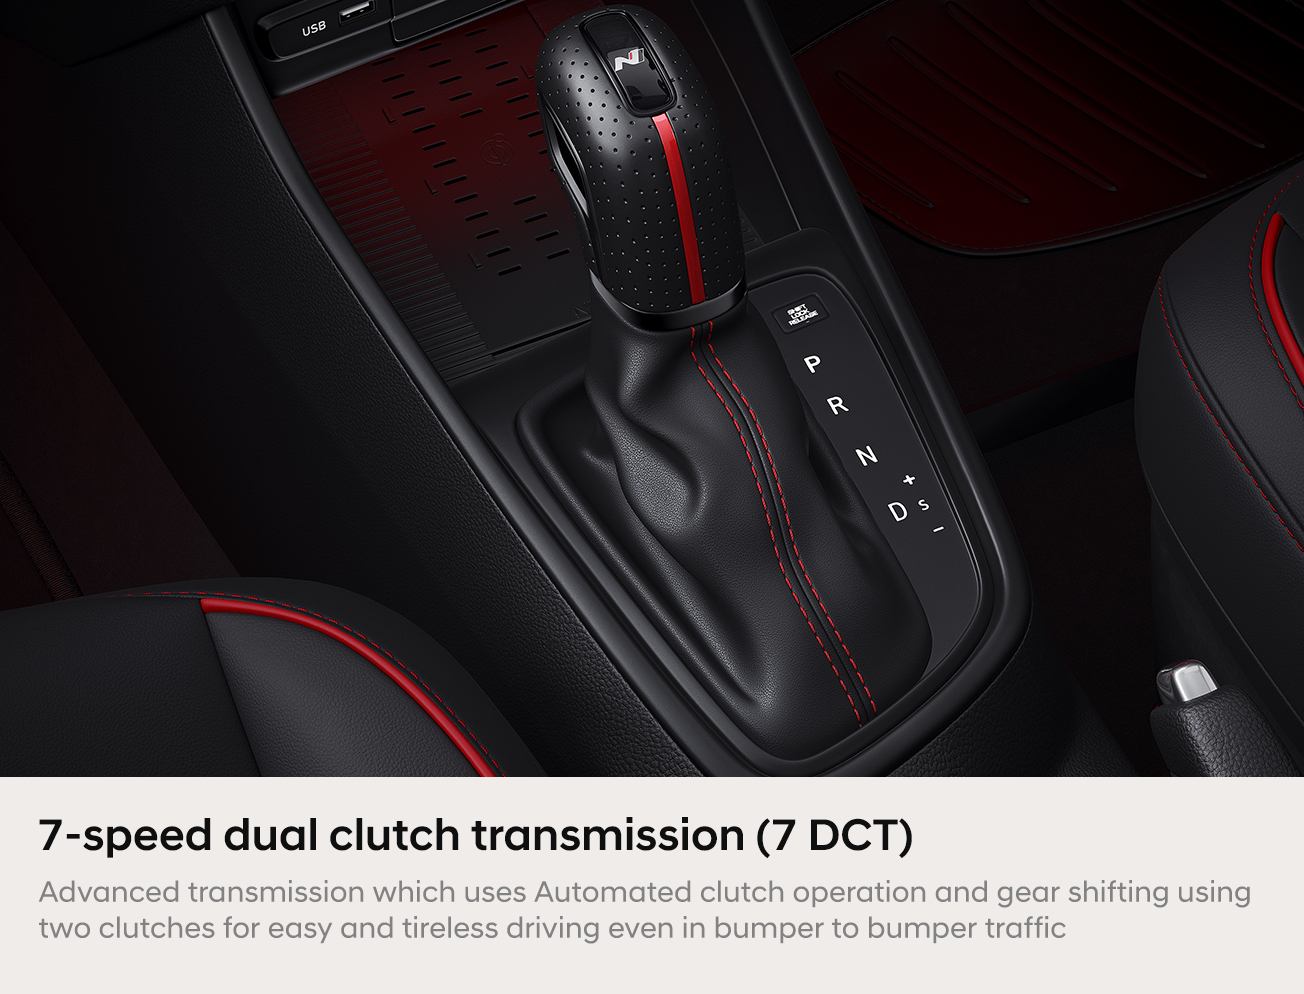 USB
N
SHIFT
LOCK
RELEASE
P
R
N
+
D S
−
7-speed dual clutch transmission (7 DCT)
Advanced transmission which uses Automated clutch operation and gear shifting using
two clutches for easy and tireless driving even in bumper to bumper traffic